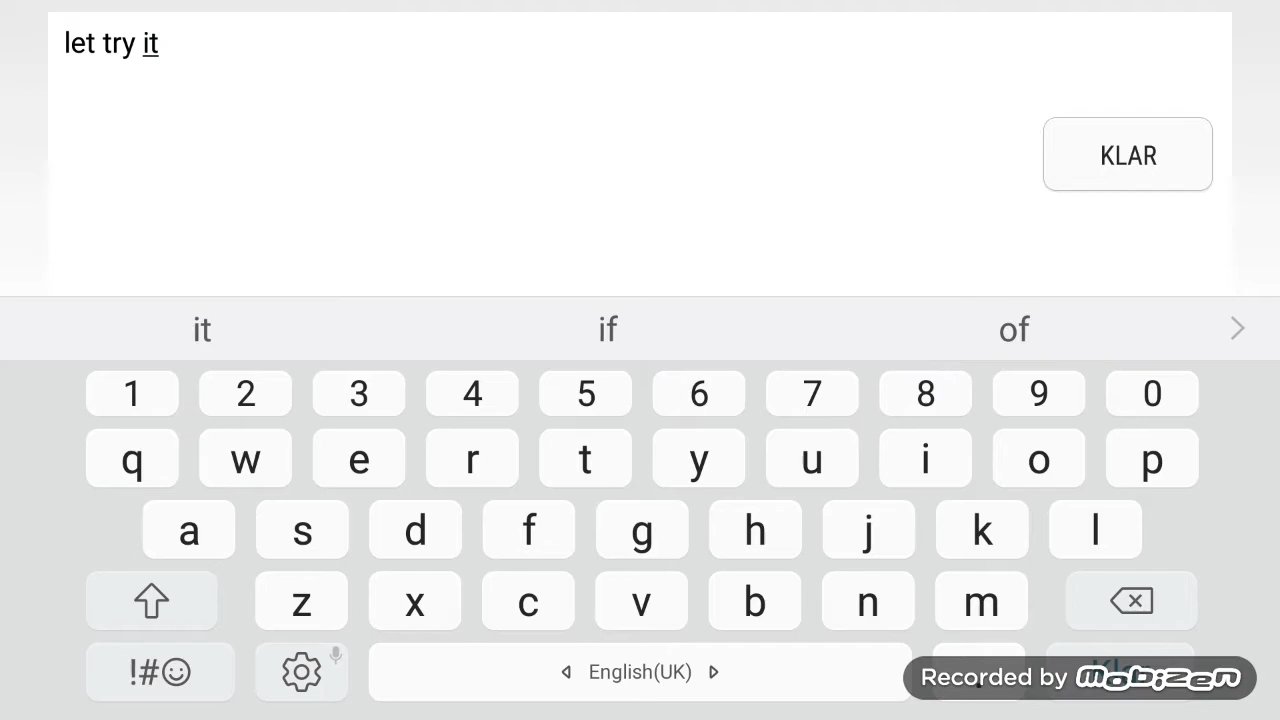 let try it
KLAR
it if of
1 2 3 4 5 6 7 8 9 0
q w e r t y u i o p
a s d f g h j k l
z x c v b n m
!#☺ English(UK)
Recorded by mobizen